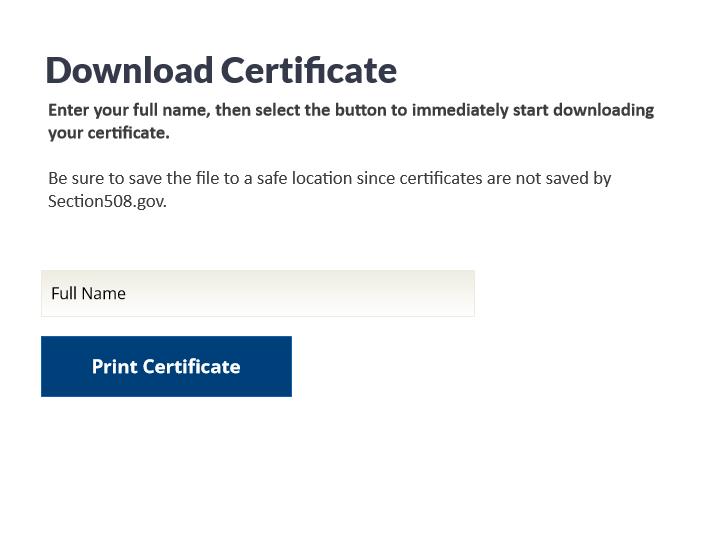 Download Certificate
Enter your full name, then select the button to immediately start downloading
your certificate.
Be sure to save the file to a safe location since certificates are not saved by
Section508.gov.
Full Name
Print Certificate